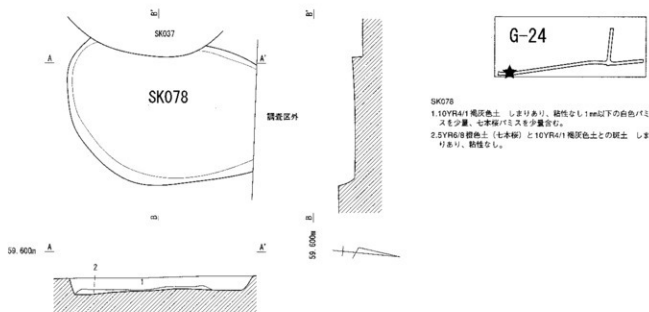 B'
B'
SK037
A
A'
SK078
調査区外
G-24
SK078
1.10YR4/1 褐灰色土 しまりあり、粘性なし 1mm以下の白色パミ
スを少量、七本桜パミスを少量含む。
2.5YR6/8 橙色土（七本桜）と10YR4/1 褐灰色土との斑土 しま
りあり、粘性なし。
B
B
59.600m
A
A'
59.600m
2
1